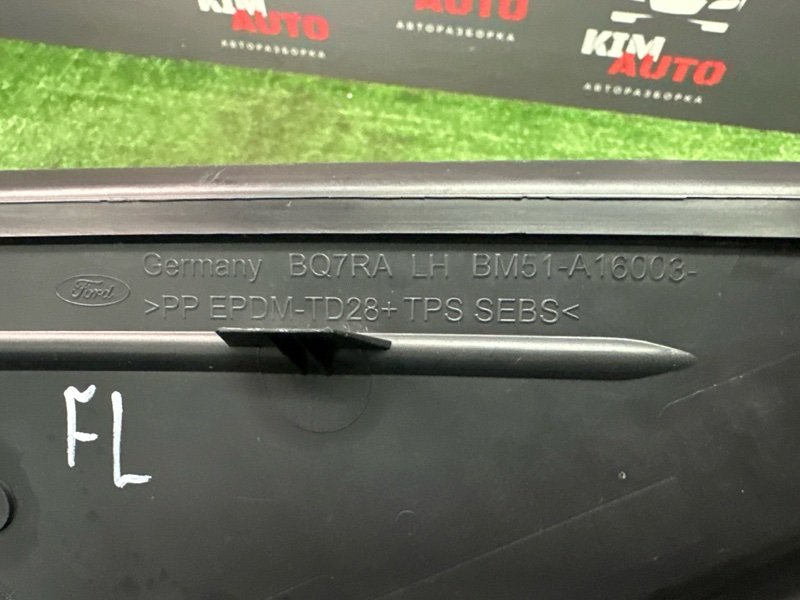 KIM
AUTO
АВТОРАЗБОРКА
AUTO
АВТОРАЗБОРКА
KIM
AUTO
АВТОРАЗБОРКА
Germany BQ7RA LH BM51-A16003-
Ford
>PP EPDM-TD28+TPS SEBS<
FL